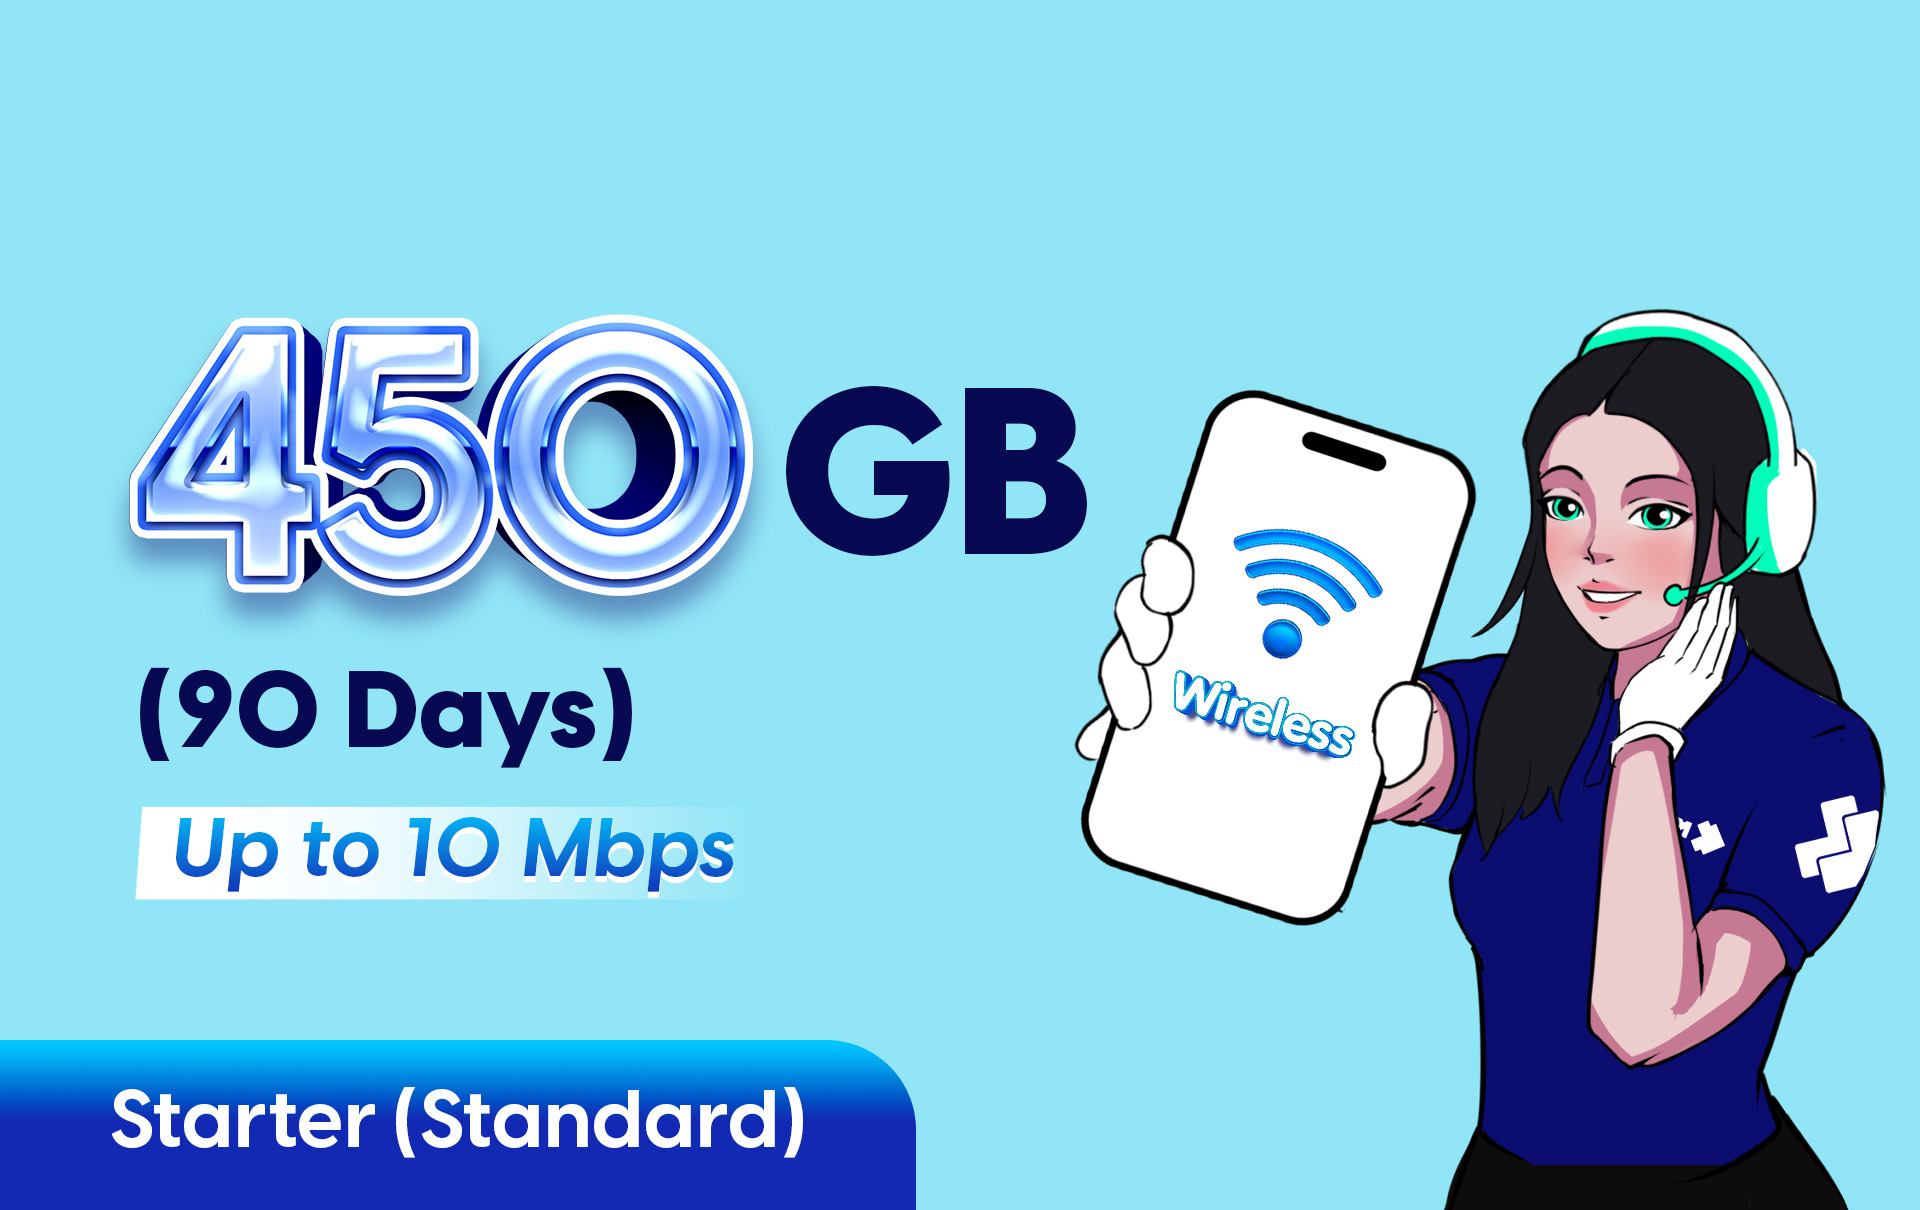 450 GB
(90 Days)
Up to 10 Mbps
Wireless
Starter (Standard)